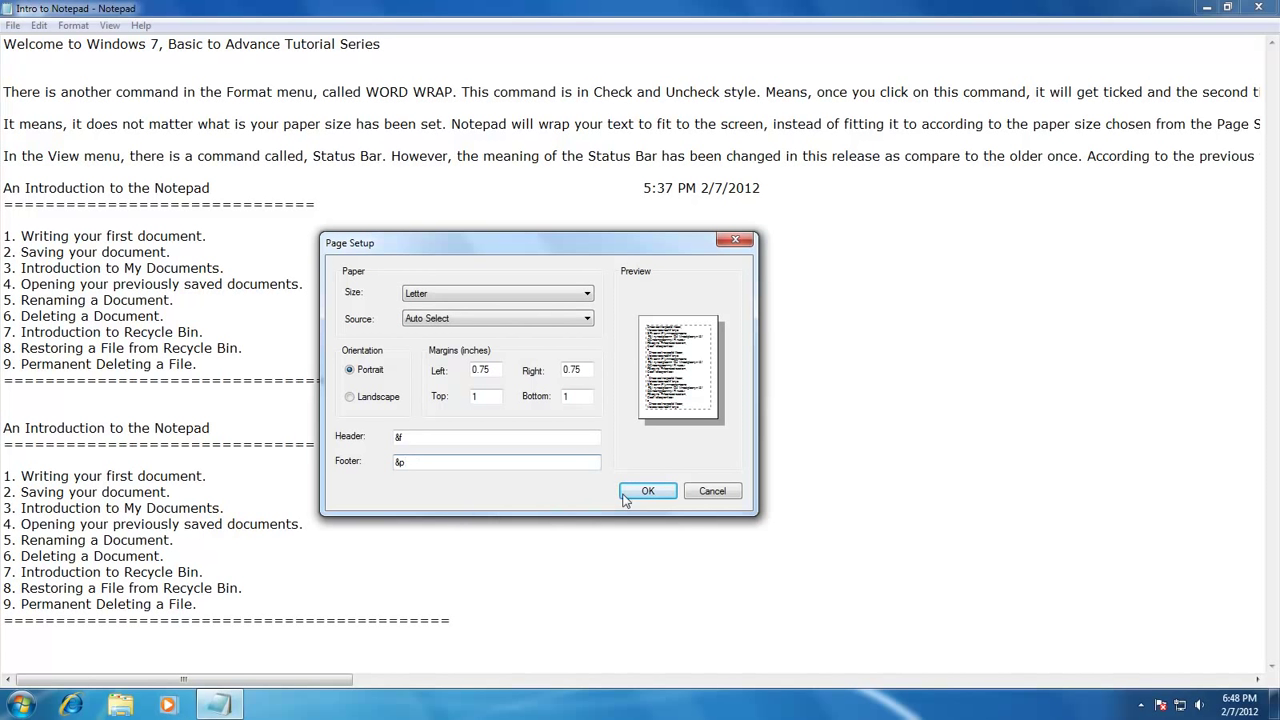 Intro to Notepad - Notepad
File Edit Format View Help
Welcome to Windows 7, Basic to Advance Tutorial Series
There is another command in the Format menu, called WORD WRAP. This command is in Check and Uncheck style. Means, once you click on this command, it will get ticked and the second
It means, it does not matter what is your paper size has been set. Notepad will wrap your text to fit to the screen, instead of fitting it to according to the paper size chosen from the Page S
In the View menu, there is a command called, Status Bar. However, the meaning of the Status Bar has been changed in this release as compare to the older once. According to the previous
An Introduction to the Notepad 5:37 PM 2/7/2012
=============================
1. Writing your first document.
2. Saving your document.
3. Introduction to My Documents.
4. Opening your previously saved documents.
5. Renaming a Document.
6. Deleting a Document.
7. Introduction to Recycle Bin.
8. Restoring a File from Recycle Bin.
9. Permanent Deleting a File.
==============================
An Introduction to the Notepad
=============================
1. Writing your first document.
2. Saving your document.
3. Introduction to My Documents.
4. Opening your previously saved documents.
5. Renaming a Document.
6. Deleting a Document.
7. Introduction to Recycle Bin.
8. Restoring a File from Recycle Bin.
9. Permanent Deleting a File.
==========================================
Page Setup
Paper
Size: Letter
Source: Auto Select
Orientation
Portrait
Landscape
Margins (inches)
Left: 0.75 Right: 0.75
Top: 1 Bottom: 1
Header: &f
Footer: &p
Preview
OK Cancel
6:48 PM
2/7/2012